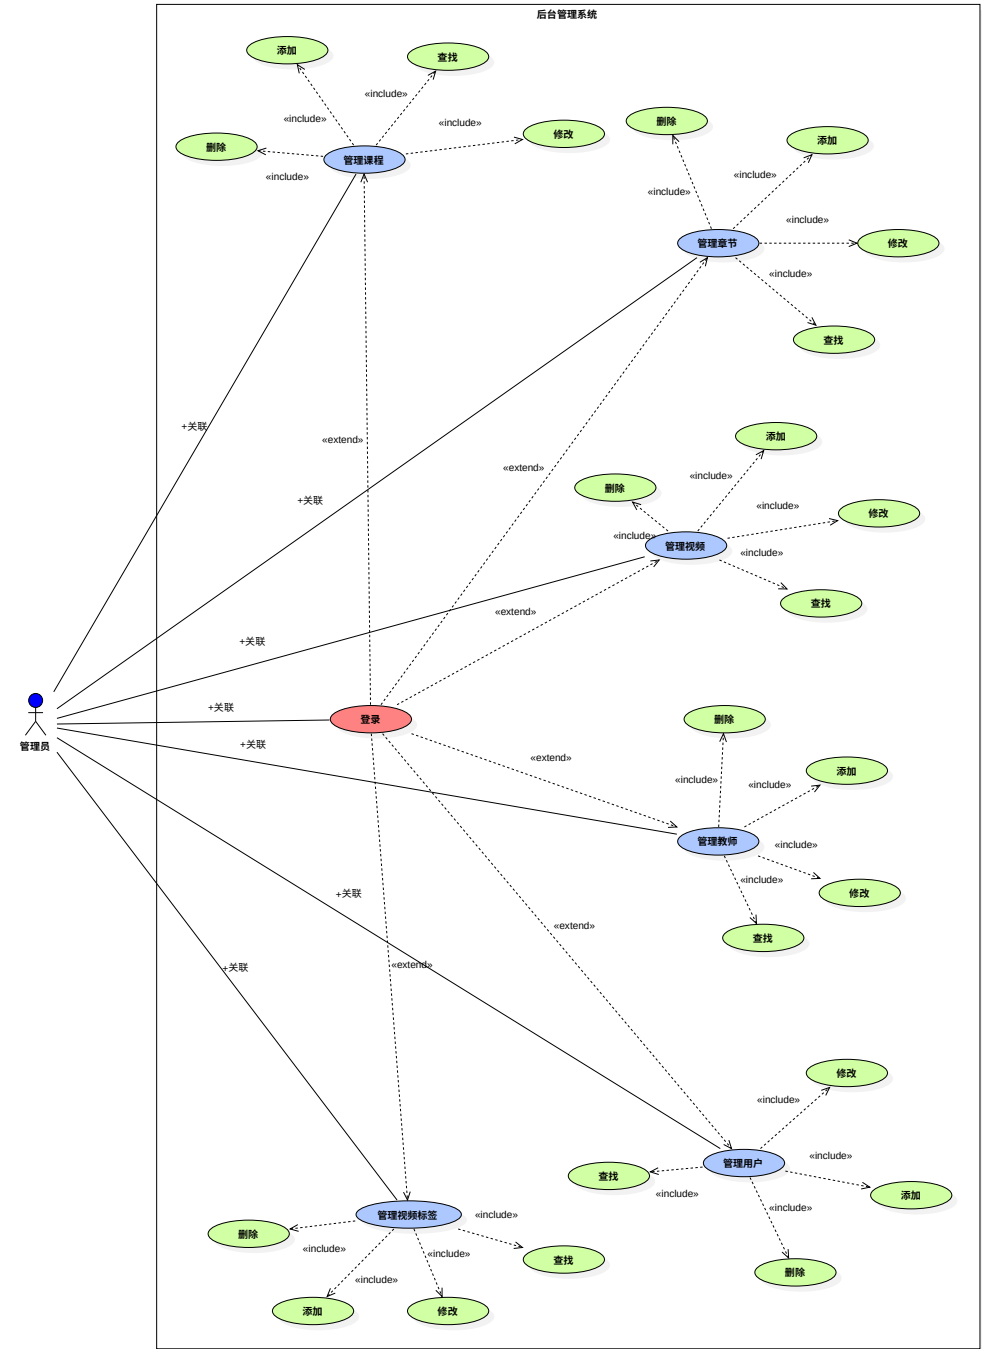 后台管理系统
添加
查找
«include»
«include»
«include»
修改
删除
管理课程
«include»
删除
添加
«include»
«include»
«include»
修改
管理章节
«include»
查找
+关联
«extend»
添加
«extend»
«include»
删除
+关联
«include»
修改
«include»
管理视频
«include»
查找
«extend»
+关联
+关联
登录
删除
管理员
+关联
«extend»
添加
«include»
«include»
管理教师
«include»
«include»
修改
+关联
«extend»
查找
+关联
«extend»
修改
«include»
«include»
管理用户
查找
«include»
添加
«include»
管理视频标签
«include»
删除
«include»
«include»
查找
删除
«include»
添加
修改